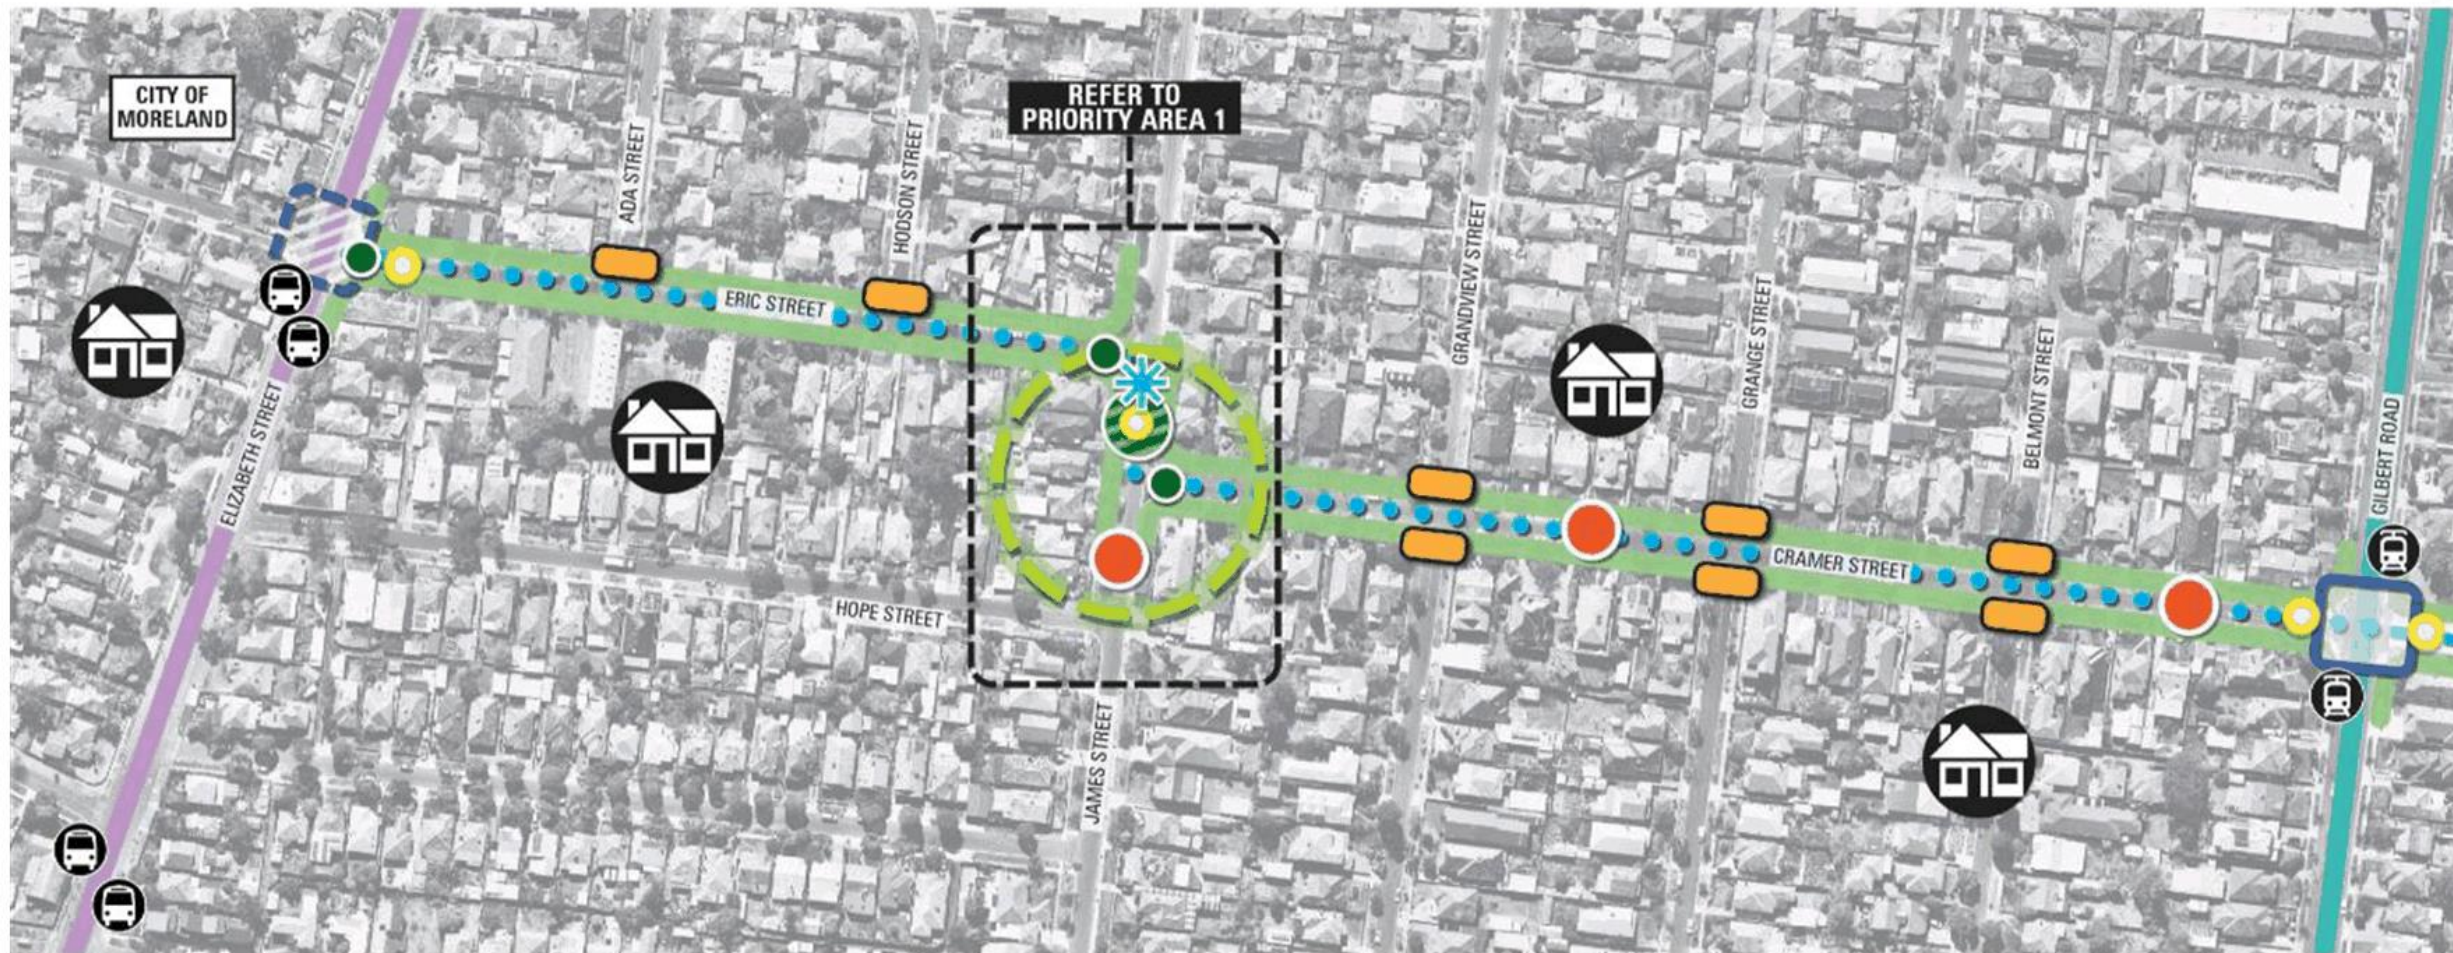 CITY OF
MORELAND
REFER TO
PRIORITY AREA 1
ADA STREET
HODSON STREET
GRANDVIEW STREET
GRANGE STREET
BELMONT STREET
GILBERT ROAD
ERIC STREET
ELIZABETH STREET
CRAMER STREET
HOPE STREET
JAMES STREET